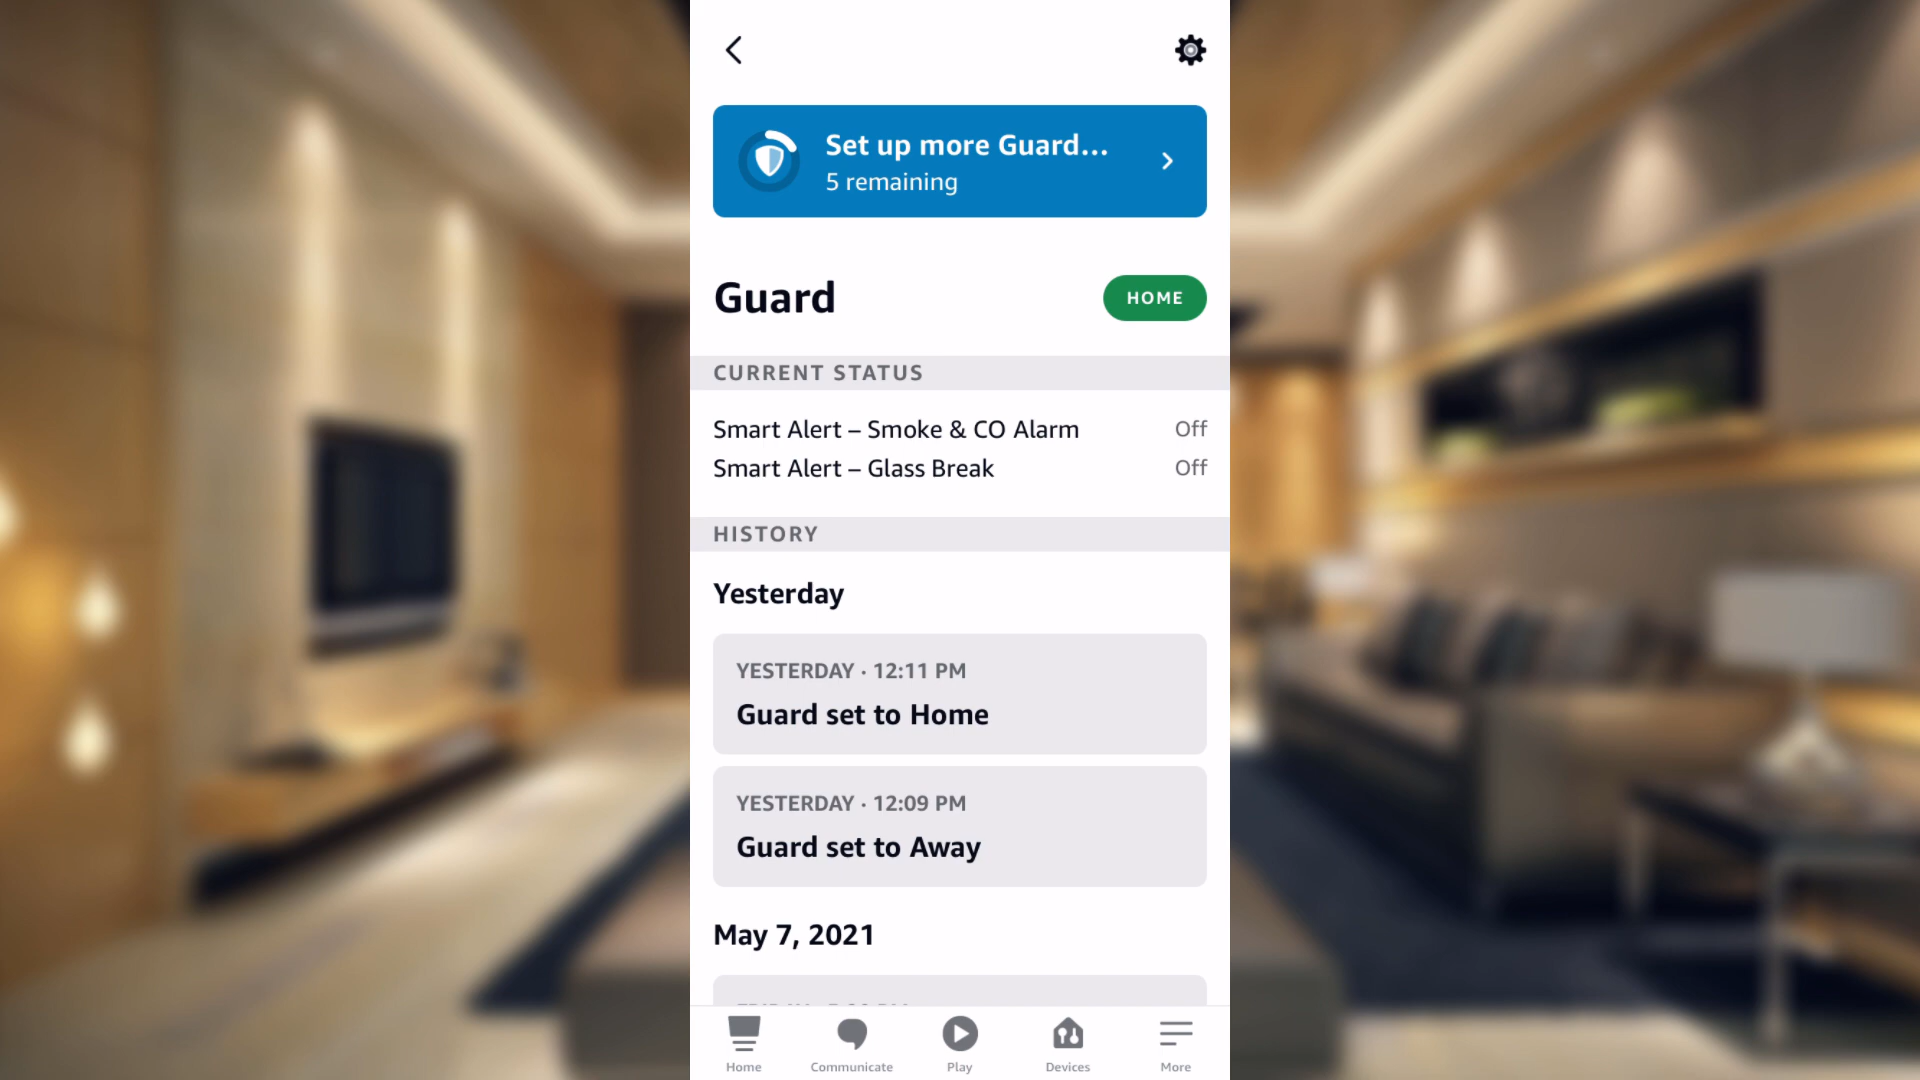 Set up more Guard...
5 remaining
Guard
HOME
CURRENT STATUS
Smart Alert – Smoke & CO Alarm Off
Smart Alert – Glass Break Off
HISTORY
Yesterday
YESTERDAY · 12:11 PM
Guard set to Home
YESTERDAY · 12:09 PM
Guard set to Away
May 7, 2021
Home
Communicate
Play
Devices
More